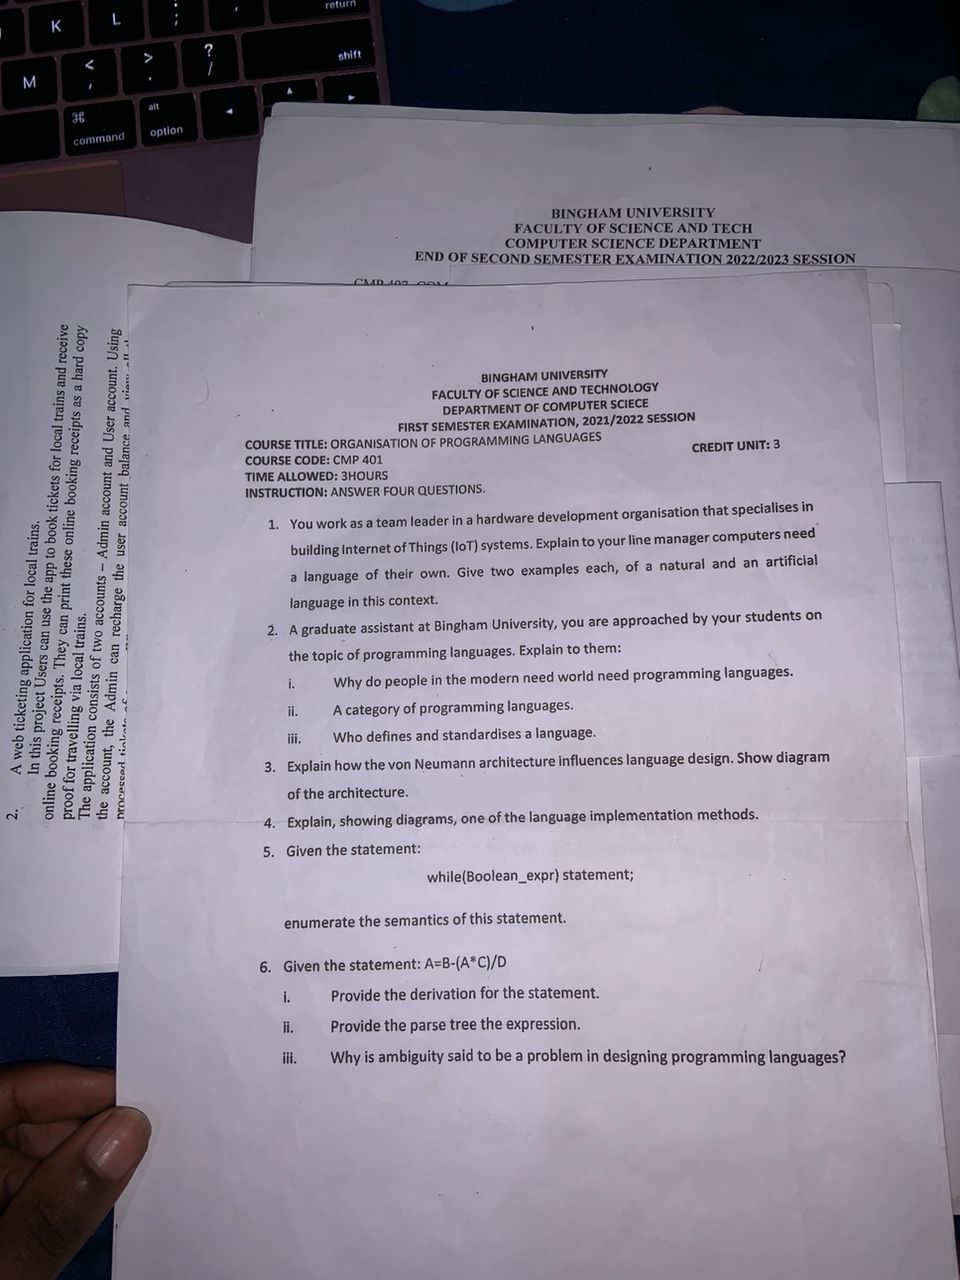 K
L
;
,
return
M
<
,
>
.
?
/
shift
⌘
command
alt
option
BINGHAM UNIVERSITY
FACULTY OF SCIENCE AND TECH
COMPUTER SCIENCE DEPARTMENT
END OF SECOND SEMESTER EXAMINATION 2022/2023 SESSION
2. A web ticketing application for local trains.
In this project Users can use the app to book tickets for local trains and receive
online booking receipts. They can print these online booking receipts as a hard copy
proof for travelling via local trains.
The application consists of two accounts – Admin account and User account. Using
the account, the Admin can recharge the user account balance and view all the
BINGHAM UNIVERSITY
FACULTY OF SCIENCE AND TECHNOLOGY
DEPARTMENT OF COMPUTER SCIECE
FIRST SEMESTER EXAMINATION, 2021/2022 SESSION
COURSE TITLE: ORGANISATION OF PROGRAMMING LANGUAGES CREDIT UNIT: 3
COURSE CODE: CMP 401
TIME ALLOWED: 3HOURS
INSTRUCTION: ANSWER FOUR QUESTIONS.
1. You work as a team leader in a hardware development organisation that specialises in
building Internet of Things (IoT) systems. Explain to your line manager computers need
a language of their own. Give two examples each, of a natural and an artificial
language in this context.
2. A graduate assistant at Bingham University, you are approached by your students on
the topic of programming languages. Explain to them:
i. Why do people in the modern need world need programming languages.
ii. A category of programming languages.
iii. Who defines and standardises a language.
3. Explain how the von Neumann architecture influences language design. Show diagram
of the architecture.
4. Explain, showing diagrams, one of the language implementation methods.
5. Given the statement:
while(Boolean_expr) statement;
enumerate the semantics of this statement.
6. Given the statement: A=B-(A*C)/D
i. Provide the derivation for the statement.
ii. Provide the parse tree the expression.
iii. Why is ambiguity said to be a problem in designing programming languages?